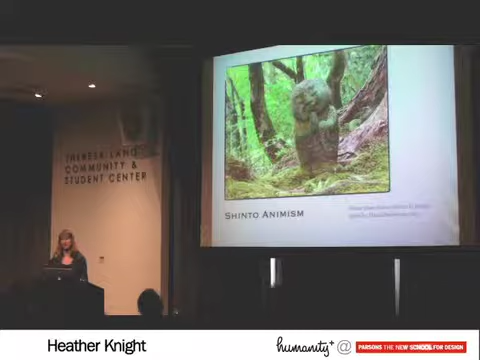 THERESA LANG
COMMUNITY &
STUDENT CENTER
SHINTO ANIMISM
Heather Knight
humanity+ @ PARSONS THE NEW SCHOOL FOR DESIGN